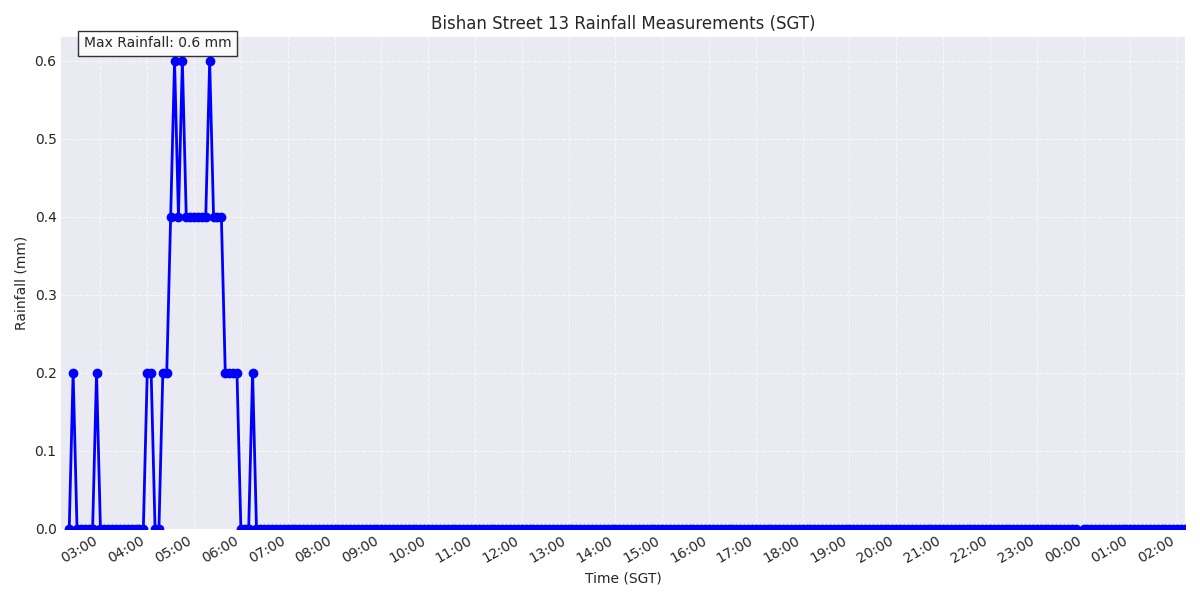 Bishan Street 13 Rainfall Measurements (SGT)
Max Rainfall: 0.6 mm
0.6
0.5
0.4
0.3
0.2
0.1
0.0
Rainfall (mm)
03:00 04:00 05:00 06:00 07:00 08:00 09:00 10:00 11:00 12:00 13:00 14:00 15:00 16:00 17:00 18:00 19:00 20:00 21:00 22:00 23:00 00:00 01:00 02:00
Time (SGT)